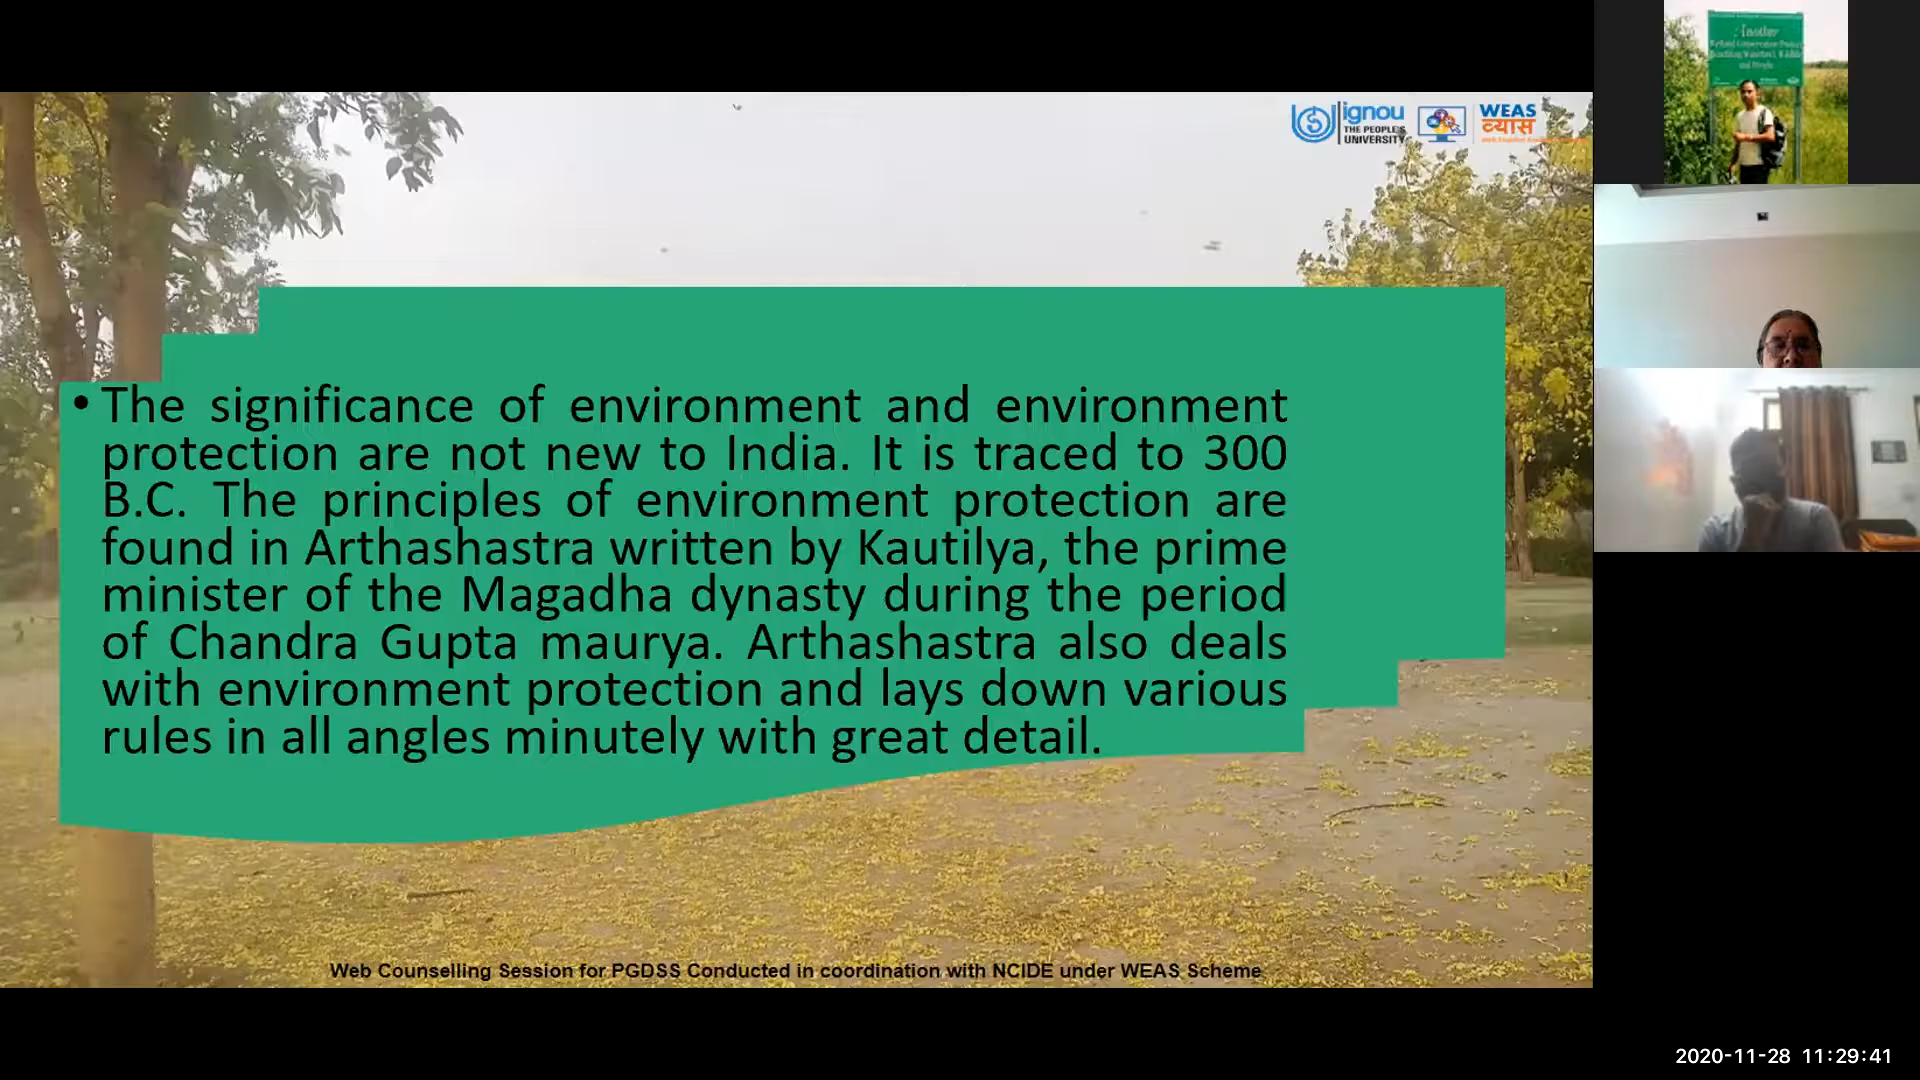 ignou
THE PEOPLE'S
UNIVERSITY
WEAS
व्यास
• The significance of environment and environment
protection are not new to India. It is traced to 300
B.C. The principles of environment protection are
found in Arthashastra written by Kautilya, the prime
minister of the Magadha dynasty during the period
of Chandra Gupta maurya. Arthashastra also deals
with environment protection and lays down various
rules in all angles minutely with great detail.
Web Counselling Session for PGDSS Conducted in coordination with NCIDE under WEAS Scheme
and People
2020-11-28 11:29:41